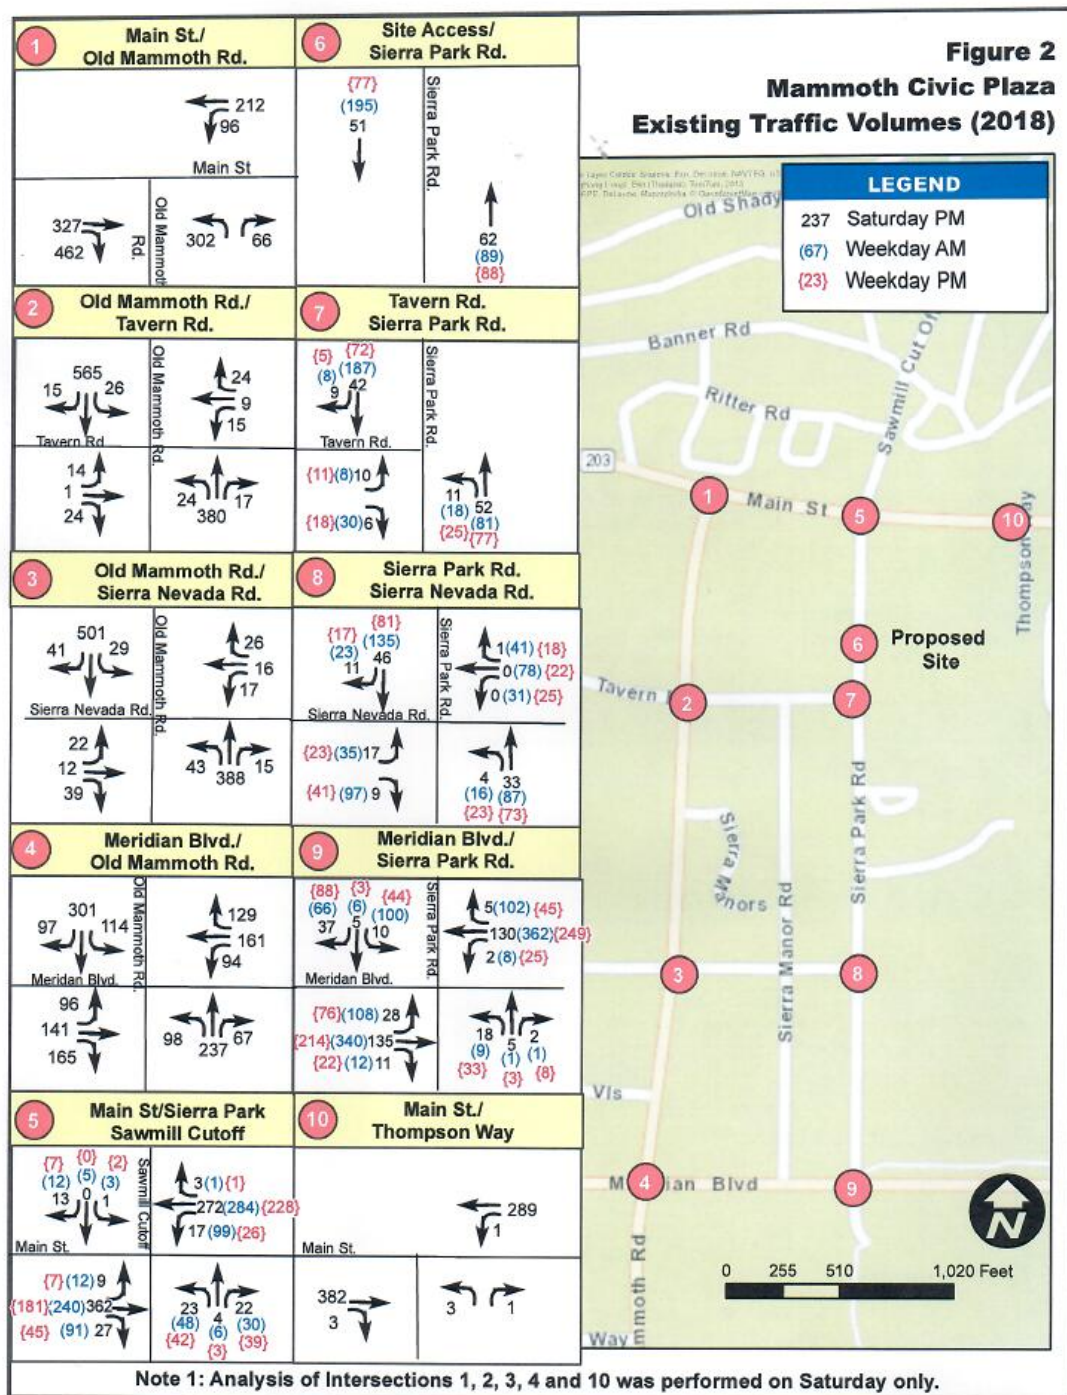 Figure 2
Mammoth Civic Plaza
Existing Traffic Volumes (2018)
1
Main St./
Old Mammoth Rd.
212
96
Main St
327
462
Old Mammoth
Rd.
302
66
2
Old Mammoth Rd./
Tavern Rd.
565
15
26
Tavern Rd.
Old Mammoth Rd.
24
9
15
14
1
24
24
380
17
3
Old Mammoth Rd./
Sierra Nevada Rd.
501
41
29
Sierra Nevada Rd.
Old Mammoth Rd.
26
16
17
22
12
39
43
388
15
4
Meridian Blvd./
Old Mammoth Rd.
301
97
114
Meridian Blvd.
Old Mammoth Rd.
129
161
94
96
141
165
98
237
67
5
Main St/Sierra Park
Sawmill Cutoff
{7} {0} {2}
(12) (5) (3)
13 0 1
Main St.
Sawmill Cutoff
3(1){1}
272(284){228}
17(99){26}
{7}(12) 9
{181}(240)362
{45} (91) 27
23 4 22
(48) (6) (30)
{42} {3} {39}
6
Site Access/
Sierra Park Rd.
{77}
(195)
51
Sierra Park Rd.
62
(89)
{88}
7
Tavern Rd.
Sierra Park Rd.
{5} {72}
(8) (187)
9 42
Tavern Rd.
Sierra Park Rd.
{11}(8)10
{18}(30)6
11 52
(18) (81)
{25} {77}
8
Sierra Park Rd.
Sierra Nevada Rd.
{17} {81}
(23) (135)
11 46
Sierra Nevada Rd.
Sierra Park Rd.
1(41){18}
0(78){22}
0(31){25}
{23}(35)17
{41}(97) 9
4 33
(16) (87)
{23} {73}
9
Meridian Blvd./
Sierra Park Rd.
{88} {3} {44}
(66) (6) (100)
37 5 10
Meridian Blvd.
Sierra Park Rd.
5(102){45}
130(362){249}
2(8){25}
{76}(108) 28
{214}(340)135
{22}(12)11
18 5 2
(9) (1) (1)
{33} {3} {8}
10
Main St./
Thompson Way
289
1
Main St.
382
3
3
1
LEGEND
237 Saturday PM
(67) Weekday AM
{23} Weekday PM
Old Shady
Banner Rd
Ritter Rd
Sawmill Cut Of
203
1
Main St
5
10
Thompson
ay
6
Proposed
Site
Tavern
2
7
Sierra Park Rd
Sierra Manors
Sierra Manor Rd
3
8
Vls
4
M
ian Blvd
9
mmoth Rd
Way
N
0 255 510 1,020 Feet
Note 1: Analysis of Intersections 1, 2, 3, 4 and 10 was performed on Saturday only.